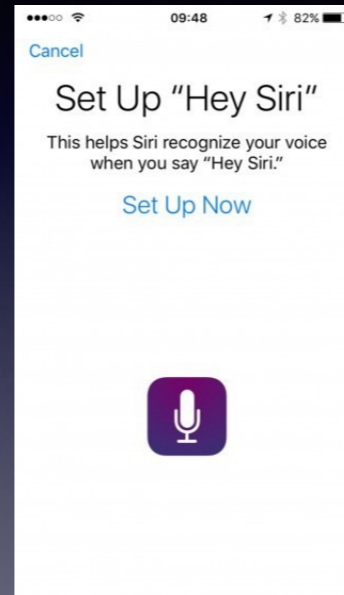 09:48 82%
Cancel
Set Up “Hey Siri”
This helps Siri recognize your voice
when you say “Hey Siri.”
Set Up Now